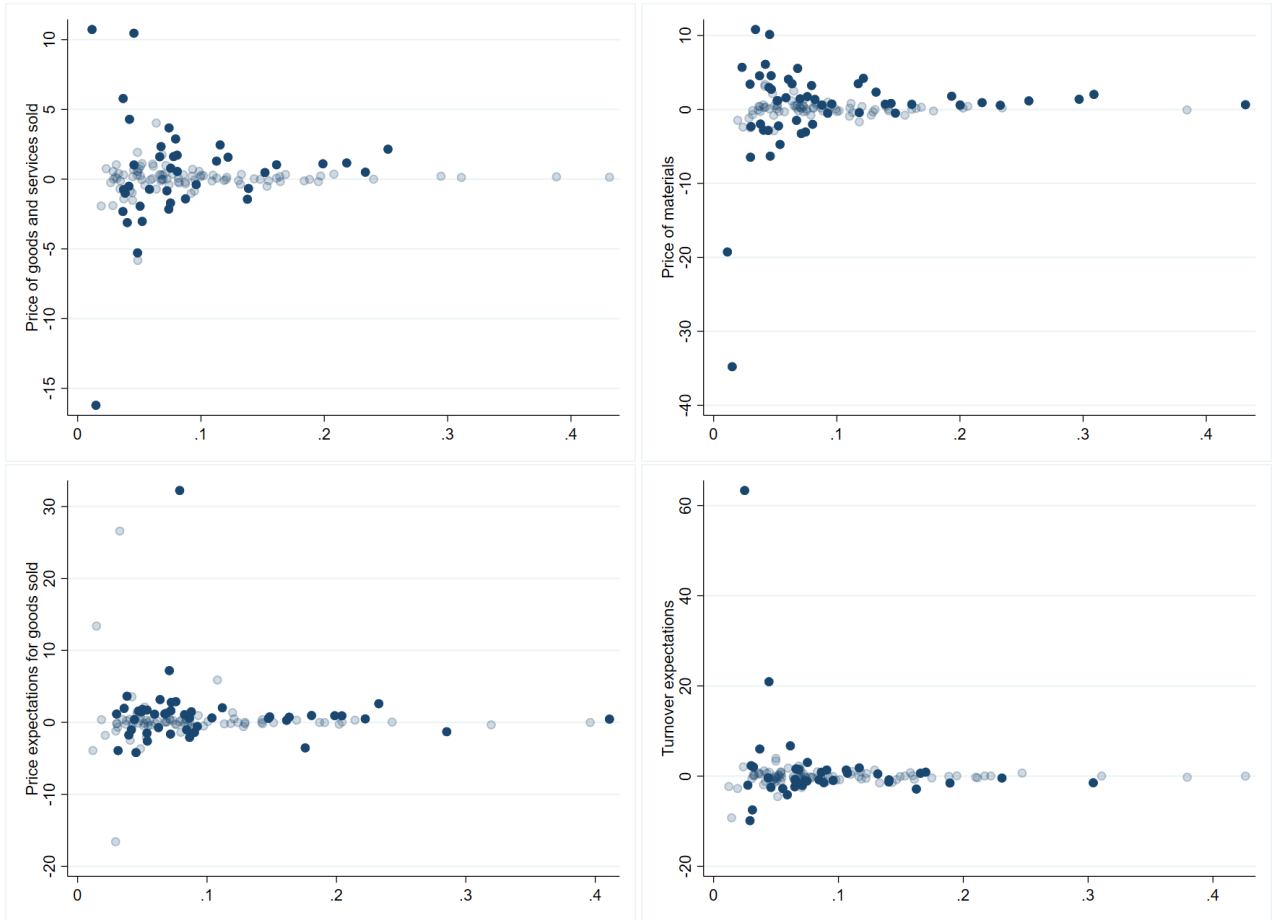 Price of goods and services sold
10
5
0
-5
-10
-15
0 .1 .2 .3 .4
Price of materials
10
0
-10
-20
-30
-40
0 .1 .2 .3 .4
Price expectations for goods sold
30
20
10
0
-10
-20
0 .1 .2 .3 .4
Turnover expectations
60
40
20
0
-20
0 .1 .2 .3 .4